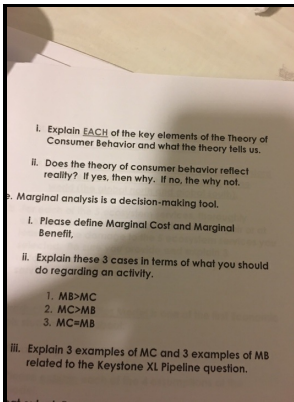 i. Explain EACH of the key elements of the Theory of
Consumer Behavior and what the theory tells us.
ii. Does the theory of consumer behavior reflect
reality? If yes, then why. If no, the why not.
e. Marginal analysis is a decision-making tool.
I. Please define Marginal Cost and Marginal
Benefit,
ii. Explain these 3 cases in terms of what you should
do regarding an activity.
1. MB>MC
2. MC>MB
3. MC=MB
iii. Explain 3 examples of MC and 3 examples of MB
related to the Keystone XL Pipeline question.